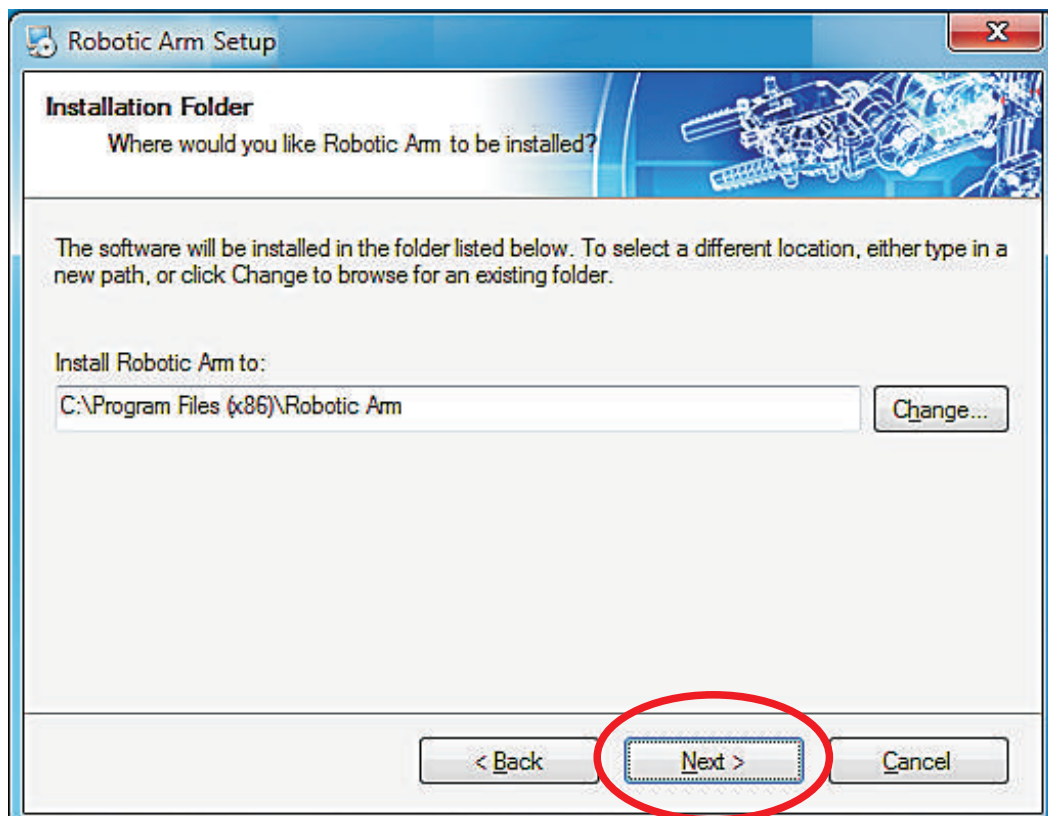 Robotic Arm Setup
X
Installation Folder
Where would you like Robotic Arm to be installed?
The software will be installed in the folder listed below. To select a different location, either type in a
new path, or click Change to browse for an existing folder.
Install Robotic Arm to:
C:\Program Files (x86)\Robotic Arm
Change...
< Back
Next >
Cancel